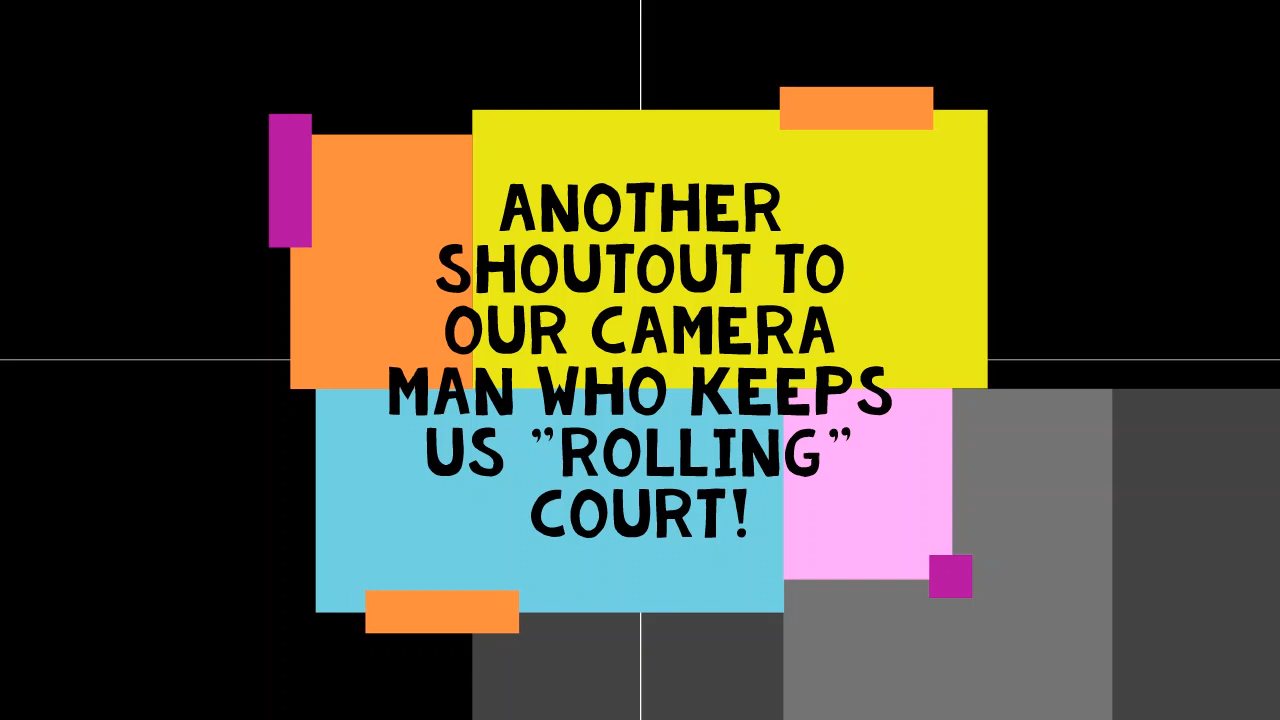 ANOTHER
SHOUTOUT TO
OUR CAMERA
MAN WHO KEEPS
US ”ROLLING”
COURT!